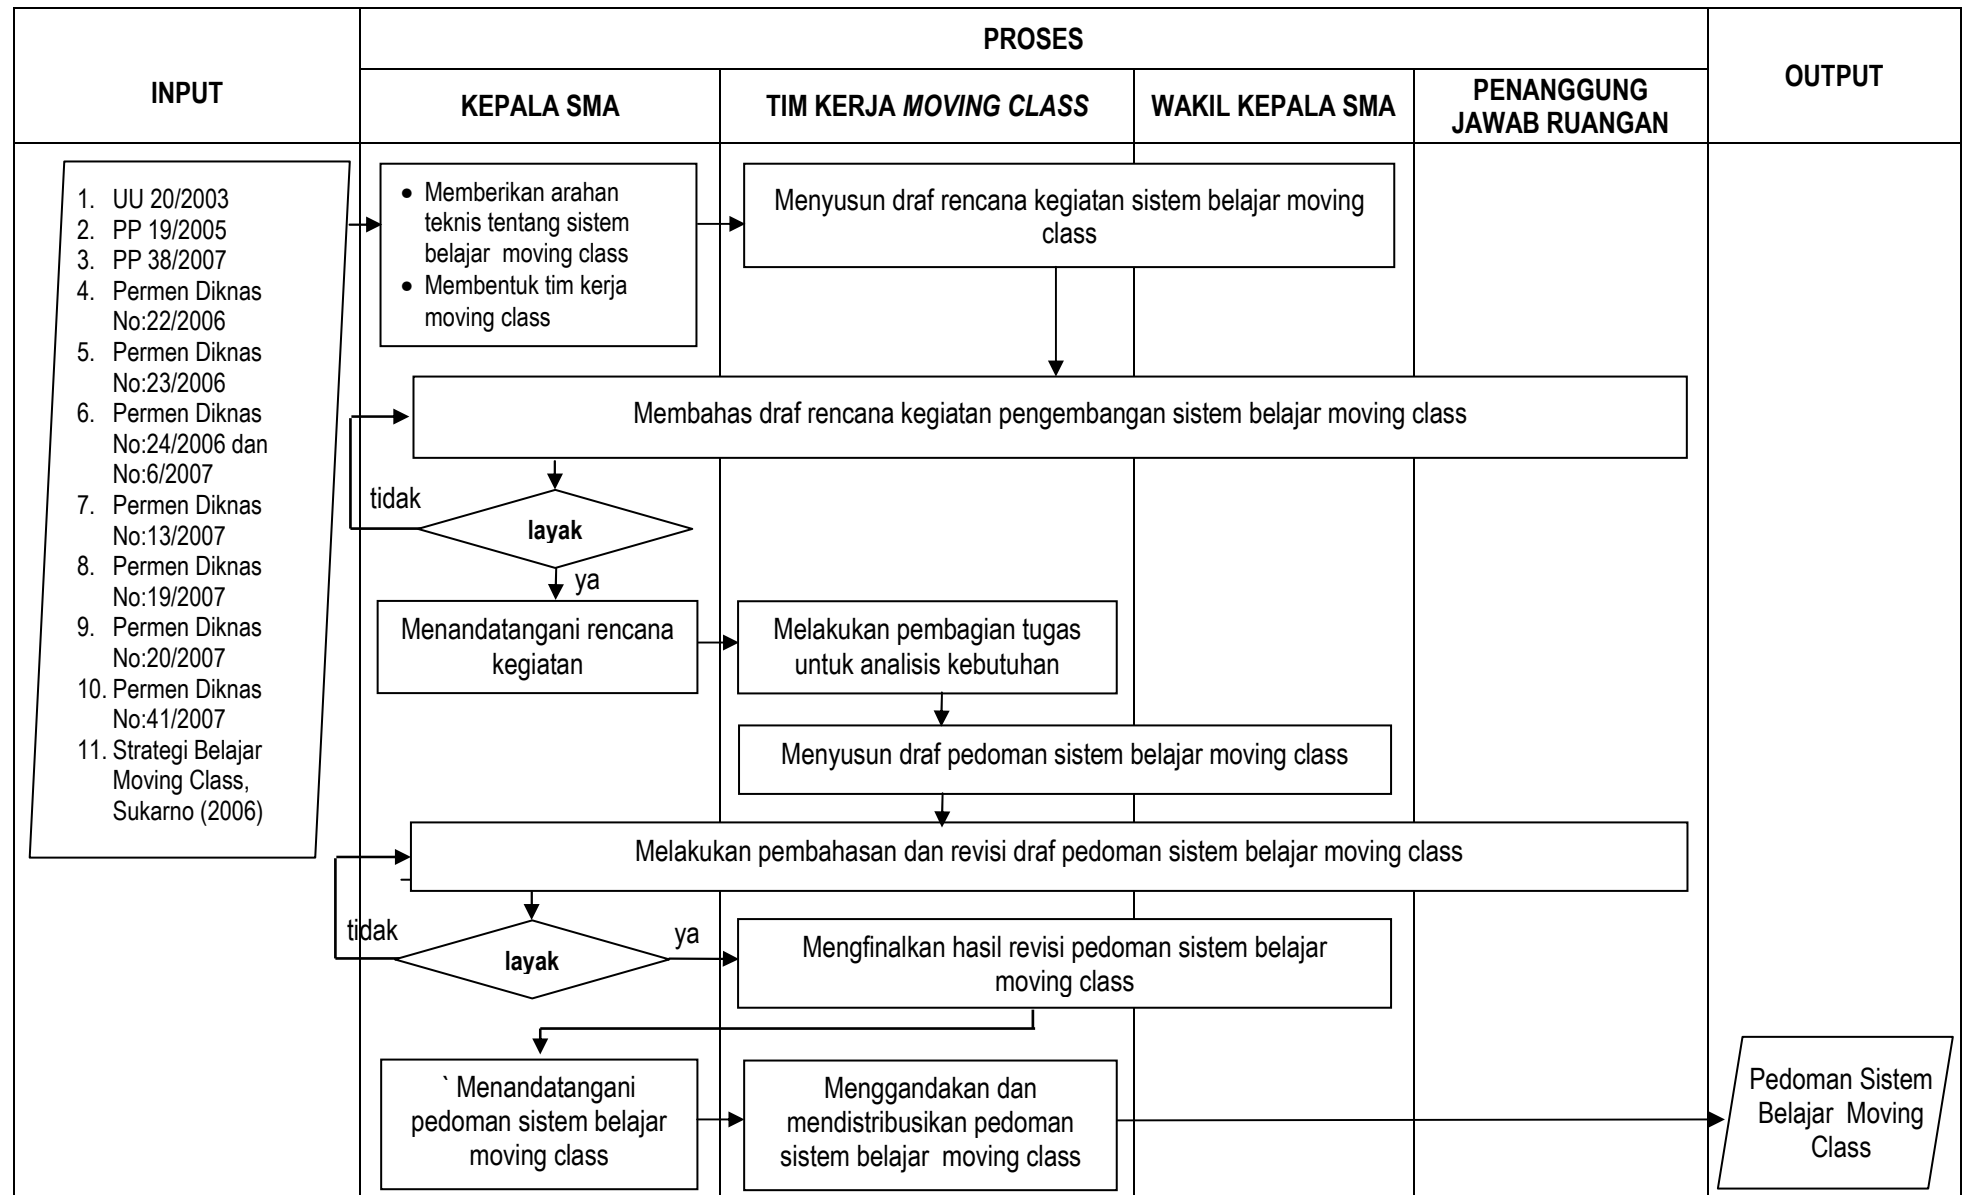 INPUT
PROSES
OUTPUT
KEPALA SMA
TIM KERJA MOVING CLASS
WAKIL KEPALA SMA
PENANGGUNG
JAWAB RUANGAN
1. UU 20/2003
2. PP 19/2005
3. PP 38/2007
4. Permen Diknas
No:22/2006
5. Permen Diknas
No:23/2006
6. Permen Diknas
No:24/2006 dan
No:6/2007
7. Permen Diknas
No:13/2007
8. Permen Diknas
No:19/2007
9. Permen Diknas
No:20/2007
10. Permen Diknas
No:41/2007
11. Strategi Belajar
Moving Class,
Sukarno (2006)
• Memberikan arahan
teknis tentang sistem
belajar moving class
• Membentuk tim kerja
moving class
Menyusun draf rencana kegiatan sistem belajar moving
class
Membahas draf rencana kegiatan pengembangan sistem belajar moving class
tidak
layak
ya
Menandatangani rencana
kegiatan
Melakukan pembagian tugas
untuk analisis kebutuhan
Menyusun draf pedoman sistem belajar moving class
Melakukan pembahasan dan revisi draf pedoman sistem belajar moving class
tidak
layak
ya
Mengfinalkan hasil revisi pedoman sistem belajar
moving class
` Menandatangani
pedoman sistem belajar
moving class
Menggandakan dan
mendistribusikan pedoman
sistem belajar moving class
Pedoman Sistem
Belajar Moving
Class